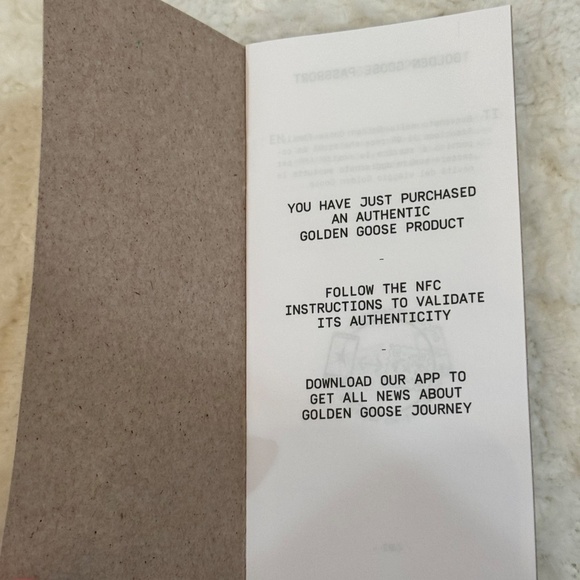 YOU HAVE JUST PURCHASED
AN AUTHENTIC
GOLDEN GOOSE PRODUCT
-
FOLLOW THE NFC
INSTRUCTIONS TO VALIDATE
ITS AUTHENTICITY
-
DOWNLOAD OUR APP TO
GET ALL NEWS ABOUT
GOLDEN GOOSE JOURNEY